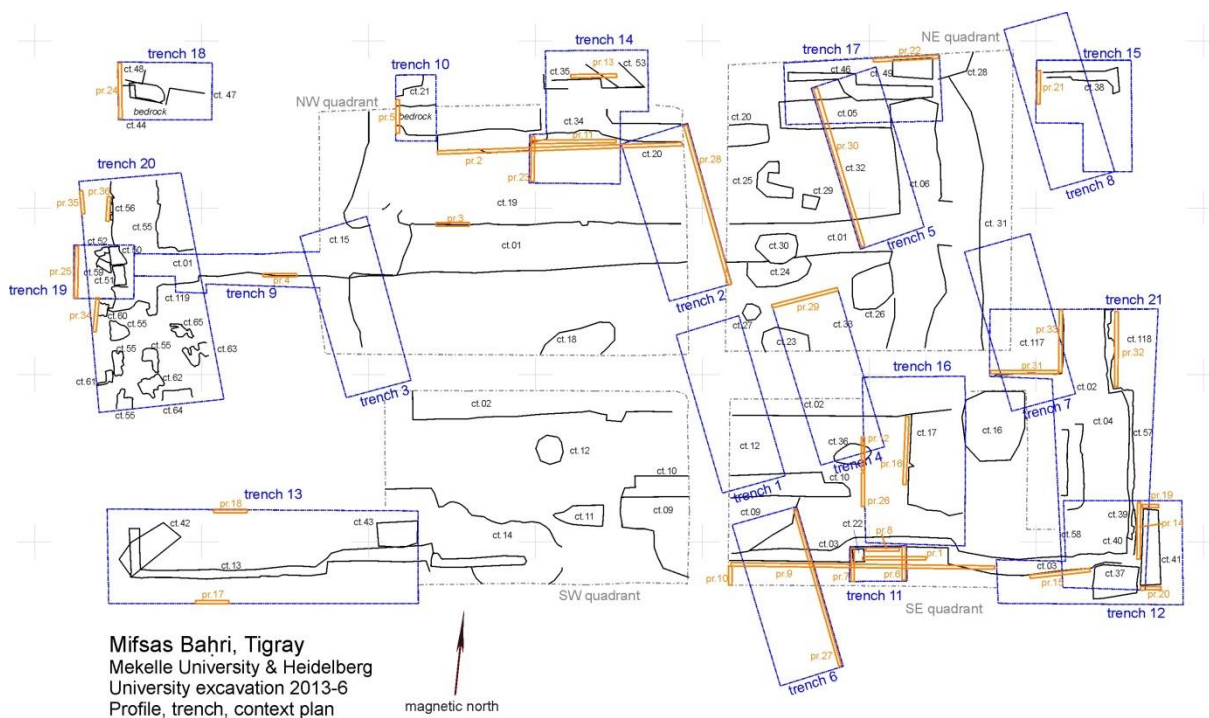 trench 18
ct.48
pr.24
ct. 47
bedrock
ct.44
trench 10
ct.21
pr.5
bedrock
NW quadrant
trench 14
pr.13
ct.35
ct. 53
ct.34
pr.11
pr.2
ct.20
pr.23
pr.28
ct.19
pr.3
ct.01
NE quadrant
trench 17
pr.22
ct.46
ct.49
ct.28
ct.05
ct.20
pr.30
ct.32
ct.25
ct.29
ct.06
ct.31
ct.30
ct.01
ct.24
trench 5
trench 15
pr.21
ct.38
trench 8
trench 20
pr.36
pr.35
ct.56
ct.55
ct.52
ct.50
ct.01
pr.25
ct.59
ct.51
trench 19
ct.119
trench 9
pr.4
ct.15
pr.34
ct.60
ct.55
ct.65
ct.55
ct.63
ct.61
ct.62
ct.55
ct.64
trench 3
ct.18
trench 2
ct.27
pr.29
ct.33
ct.26
ct.23
trench 21
pr.33
ct.117
ct.118
pr.32
pr.31
trench 16
trench 7
ct.02
ct.02
ct.02
ct.12
ct.12
ct.36
pr.12
ct.17
ct.16
ct.04
ct.57
trench 4
pr.16
ct.10
ct.10
trench 1
pr.26
trench 13
pr.18
ct.42
ct.43
ct.14
ct.11
ct.09
ct.09
ct.22
ct.03
pr.8
pr.1
pr.19
ct.39
pr.14
ct.58
ct.40
ct.41
ct.13
pr.17
SW quadrant
pr.10
pr.9
pr.7
pr.6
trench 11
ct.03
pr.15
ct.37
pr.20
SE quadrant
trench 12
pr.27
trench 6
Mifsas Baḥri, Tigray
Mekelle University & Heidelberg
University excavation 2013-6
Profile, trench, context plan
magnetic north